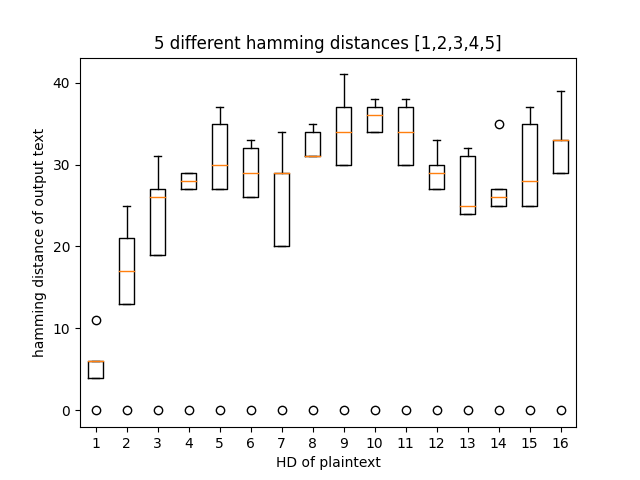 5 different hamming distances [1,2,3,4,5]
hamming distance of output text
40
30
20
10
0
1 2 3 4 5 6 7 8 9 10 11 12 13 14 15 16
HD of plaintext